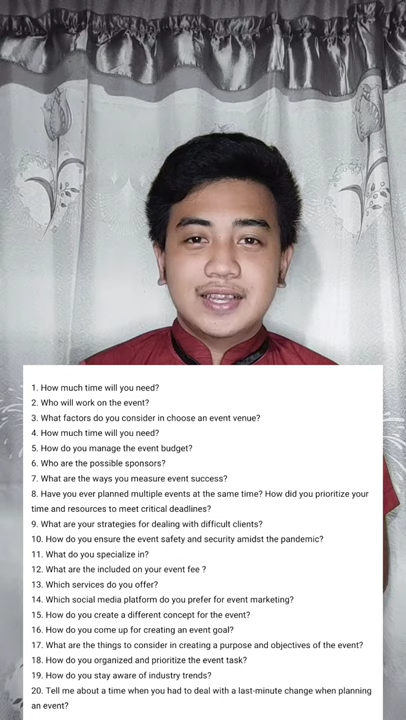 1. How much time will you need?
2. Who will work on the event?
3. What factors do you consider in choose an event venue?
4. How much time will you need?
5. How do you manage the event budget?
6. Who are the possible sponsors?
7. What are the ways you measure event success?
8. Have you ever planned multiple events at the same time? How did you prioritize your
time and resources to meet critical deadlines?
9. What are your strategies for dealing with difficult clients?
10. How do you ensure the event safety and security amidst the pandemic?
11. What do you specialize in?
12. What are the included on your event fee ?
13. Which services do you offer?
14. Which social media platform do you prefer for event marketing?
15. How do you create a different concept for the event?
16. How do you come up for creating an event goal?
17. What are the things to consider in creating a purpose and objectives of the event?
18. How do you organized and prioritize the event task?
19. How do you stay aware of industry trends?
20. Tell me about a time when you had to deal with a last-minute change when planning
an event?